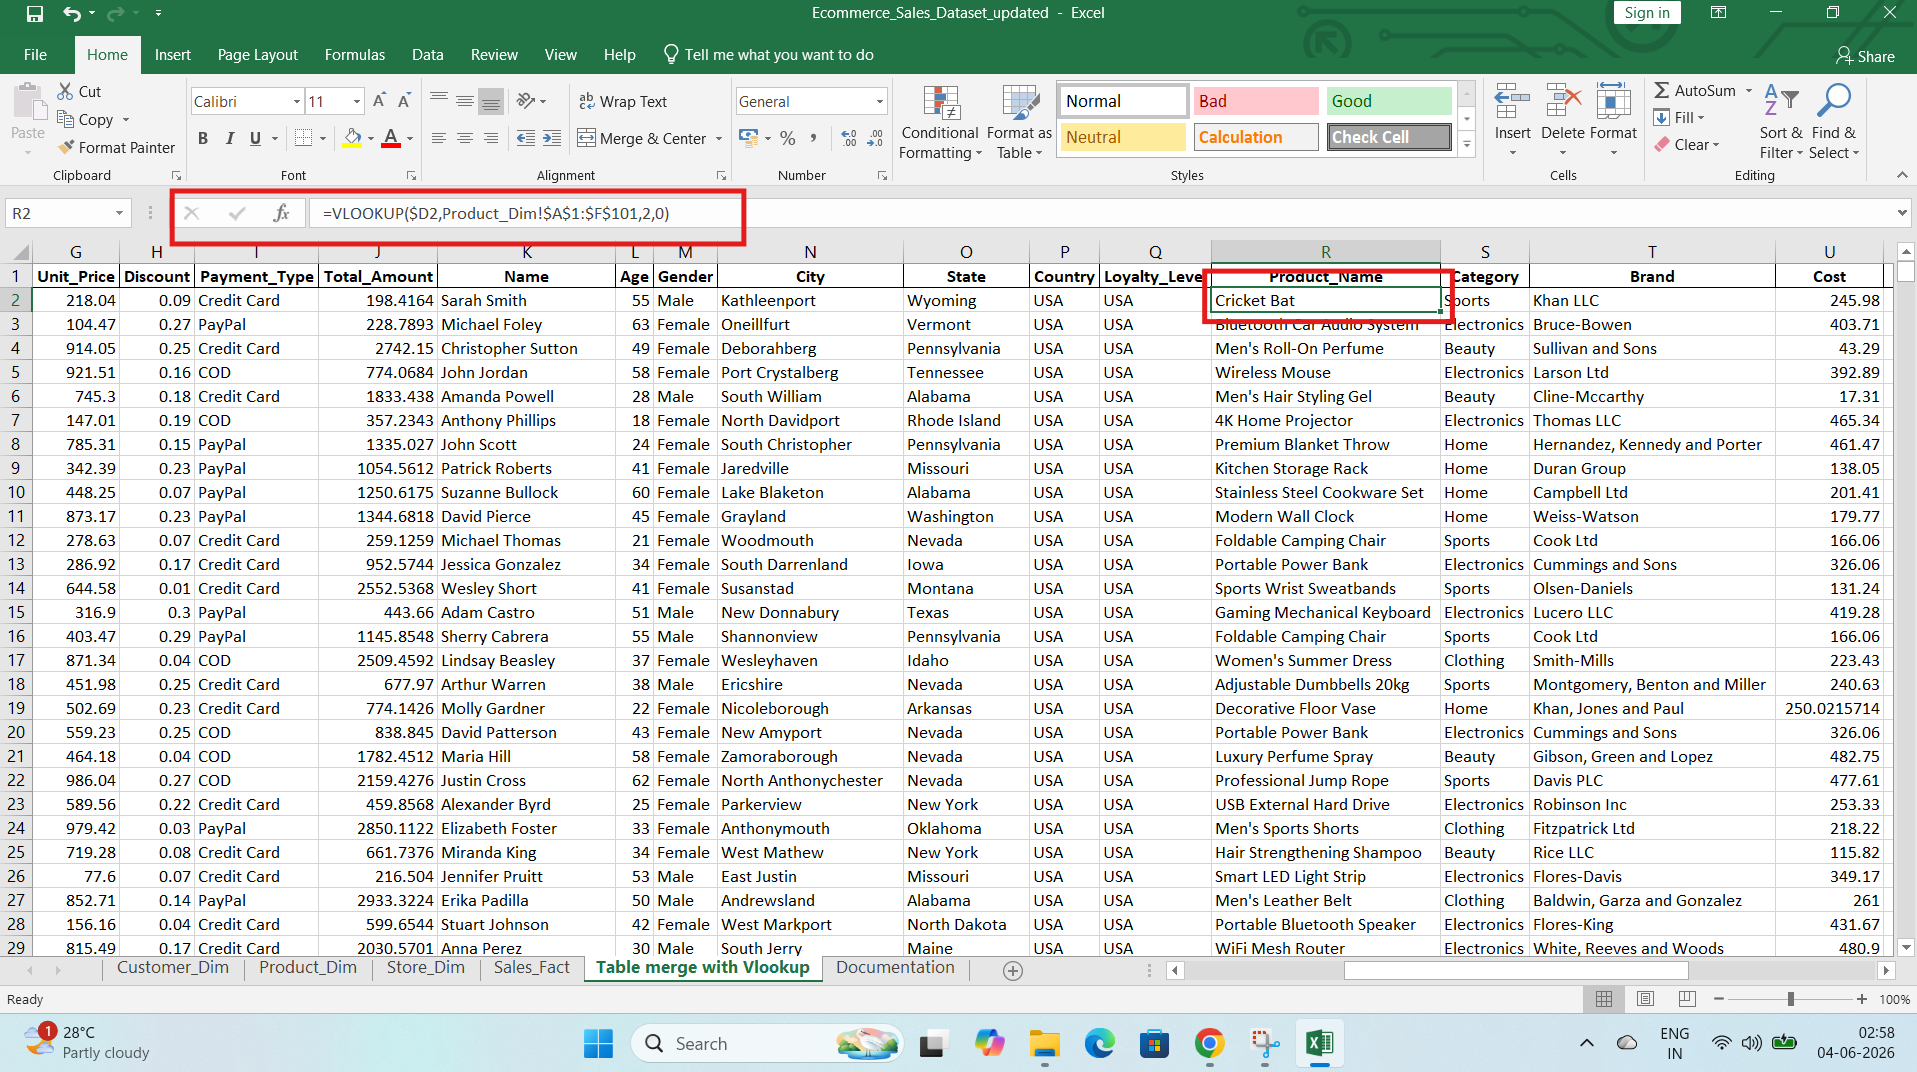 Ecommerce_Sales_Dataset_updated - Excel
Sign in
File Home Insert Page Layout Formulas Data Review View Help Tell me what you want to do
Share
Paste
Cut
Copy
Format Painter
Clipboard
Calibri 11
B I U
Font
Wrap Text
Merge & Center
Alignment
General
Number
Conditional Formatting
Format as Table
Normal Bad Good
Neutral Calculation Check Cell
Styles
Insert Delete Format
Cells
AutoSum
Fill
Clear
Sort & Filter
Find & Select
Editing
R2
fx
=VLOOKUP($D2,Product_Dim!$A$1:$F$101,2,0)
G H I J K L M N O P Q R S T U
1 Unit_Price Discount Payment_Type Total_Amount Name Age Gender City State Country Loyalty_Leve Product_Name Category Brand Cost
2 218.04 0.09 Credit Card 198.4164 Sarah Smith 55 Male Kathleenport Wyoming USA USA Cricket Bat Sports Khan LLC 245.98
3 104.47 0.27 PayPal 228.7893 Michael Foley 63 Female Oneillfurt Vermont USA USA Bluetooth Car Audio System Electronics Bruce-Bowen 403.71
4 914.05 0.25 Credit Card 2742.15 Christopher Sutton 49 Female Deborahberg Pennsylvania USA USA Men's Roll-On Perfume Beauty Sullivan and Sons 43.29
5 921.51 0.16 COD 774.0684 John Jordan 58 Female Port Crystalberg Tennessee USA USA Wireless Mouse Electronics Larson Ltd 392.89
6 745.3 0.18 Credit Card 1833.438 Amanda Powell 28 Male South William Alabama USA USA Men's Hair Styling Gel Beauty Cline-Mccarthy 17.31
7 147.01 0.19 COD 357.2343 Anthony Phillips 18 Female North Davidport Rhode Island USA USA 4K Home Projector Electronics Thomas LLC 465.34
8 785.31 0.15 PayPal 1335.027 John Scott 24 Female South Christopher Pennsylvania USA USA Premium Blanket Throw Home Hernandez, Kennedy and Porter 461.47
9 342.39 0.23 PayPal 1054.5612 Patrick Roberts 41 Female Jaredville Missouri USA USA Kitchen Storage Rack Home Duran Group 138.05
10 448.25 0.07 PayPal 1250.6175 Suzanne Bullock 60 Female Lake Blaketon Alabama USA USA Stainless Steel Cookware Set Home Campbell Ltd 201.41
11 873.17 0.23 PayPal 1344.6818 David Pierce 45 Female Grayland Washington USA USA Modern Wall Clock Home Weiss-Watson 179.77
12 278.63 0.07 Credit Card 259.1259 Michael Thomas 21 Female Woodmouth Nevada USA USA Foldable Camping Chair Sports Cook Ltd 166.06
13 286.92 0.17 Credit Card 952.5744 Jessica Gonzalez 34 Female South Darrenland Iowa USA USA Portable Power Bank Electronics Cummings and Sons 326.06
14 644.58 0.01 Credit Card 2552.5368 Wesley Short 41 Female Susanstad Montana USA USA Sports Wrist Sweatbands Sports Olsen-Daniels 131.24
15 316.9 0.3 PayPal 443.66 Adam Castro 51 Male New Donnabury Texas USA USA Gaming Mechanical Keyboard Electronics Lucero LLC 419.28
16 403.47 0.29 PayPal 1145.8548 Sherry Cabrera 55 Male Shannonview Pennsylvania USA USA Foldable Camping Chair Sports Cook Ltd 166.06
17 871.34 0.04 COD 2509.4592 Lindsay Beasley 37 Female Wesleyhaven Idaho USA USA Women's Summer Dress Clothing Smith-Mills 223.43
18 451.98 0.25 Credit Card 677.97 Arthur Warren 38 Male Ericshire Nevada USA USA Adjustable Dumbbells 20kg Sports Montgomery, Benton and Miller 240.63
19 502.69 0.23 Credit Card 774.1426 Molly Gardner 22 Female Nicoleborough Arkansas USA USA Decorative Floor Vase Home Khan, Jones and Paul 250.0215714
20 559.23 0.25 COD 838.845 David Patterson 43 Female New Amyport Nevada USA USA Portable Power Bank Electronics Cummings and Sons 326.06
21 464.18 0.04 COD 1782.4512 Maria Hill 58 Female Zamoraborough Nevada USA USA Luxury Perfume Spray Beauty Gibson, Green and Lopez 482.75
22 986.04 0.27 COD 2159.4276 Justin Cross 62 Female North Anthonychester Nevada USA USA Professional Jump Rope Sports Davis PLC 477.61
23 589.56 0.22 Credit Card 459.8568 Alexander Byrd 25 Female Parkerview New York USA USA USB External Hard Drive Electronics Robinson Inc 253.33
24 979.42 0.03 PayPal 2850.1122 Elizabeth Foster 33 Female Anthonymouth Oklahoma USA USA Men's Sports Shorts Clothing Fitzpatrick Ltd 218.22
25 719.28 0.08 Credit Card 661.7376 Miranda King 34 Female West Mathew New York USA USA Hair Strengthening Shampoo Beauty Rice LLC 115.82
26 77.6 0.07 Credit Card 216.504 Jennifer Pruitt 53 Male East Justin Missouri USA USA Smart LED Light Strip Electronics Flores-Davis 349.17
27 852.71 0.14 PayPal 2933.3224 Erika Padilla 50 Male Andrewsland Alabama USA USA Men's Leather Belt Clothing Baldwin, Garza and Gonzalez 261
28 156.16 0.04 Credit Card 599.6544 Stuart Johnson 42 Female West Markport North Dakota USA USA Portable Bluetooth Speaker Electronics Flores-King 431.67
29 815.49 0.17 Credit Card 2030.5701 Anna Perez 30 Male South Jerry Maine USA USA WiFi Mesh Router Electronics White, Reeves and Woods 480.9
Customer_Dim Product_Dim Store_Dim Sales_Fact Table merge with Vlookup Documentation
Ready
100%
1
28°C
Partly cloudy
Search
ENG
IN
02:58
04-06-2026